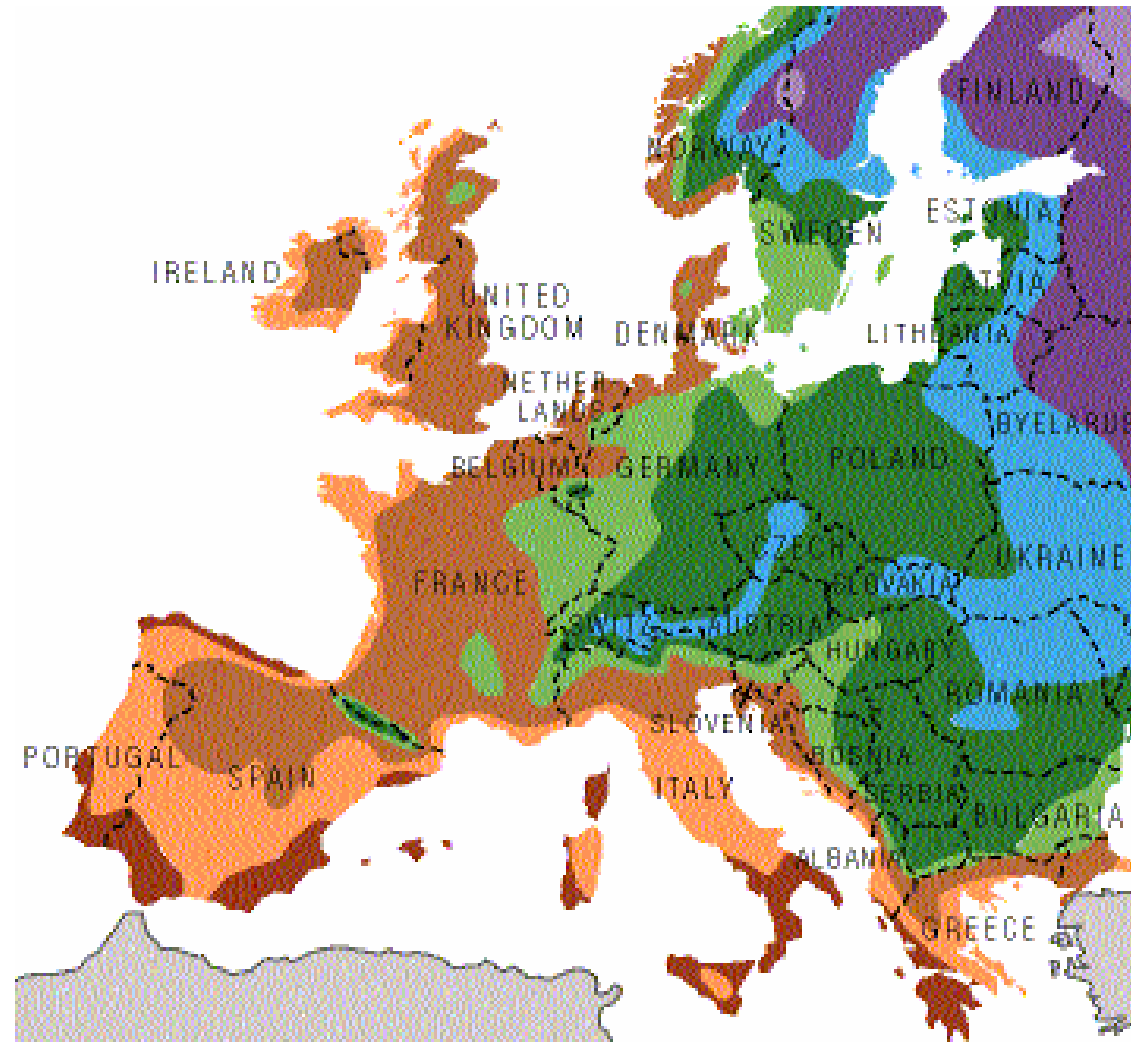 FINLAND
NORWAY
ESTONIA
SWEDEN
IRELAND
LATVIA
UNITED
KINGDOM
DENMARK
LITHUANIA
NETHER
LANDS
BYELARUS
BELGIUM
GERMANY
POLAND
CZECH
UKRAINE
FRANCE
SLOVAKIA
SWITZ
AUSTRIA
HUNGARY
ROMANIA
SLOVENIA
PORTUGAL
BOSNIA
SPAIN
ITALY
SERBIA
BULGARIA
ALBANIA
GREECE